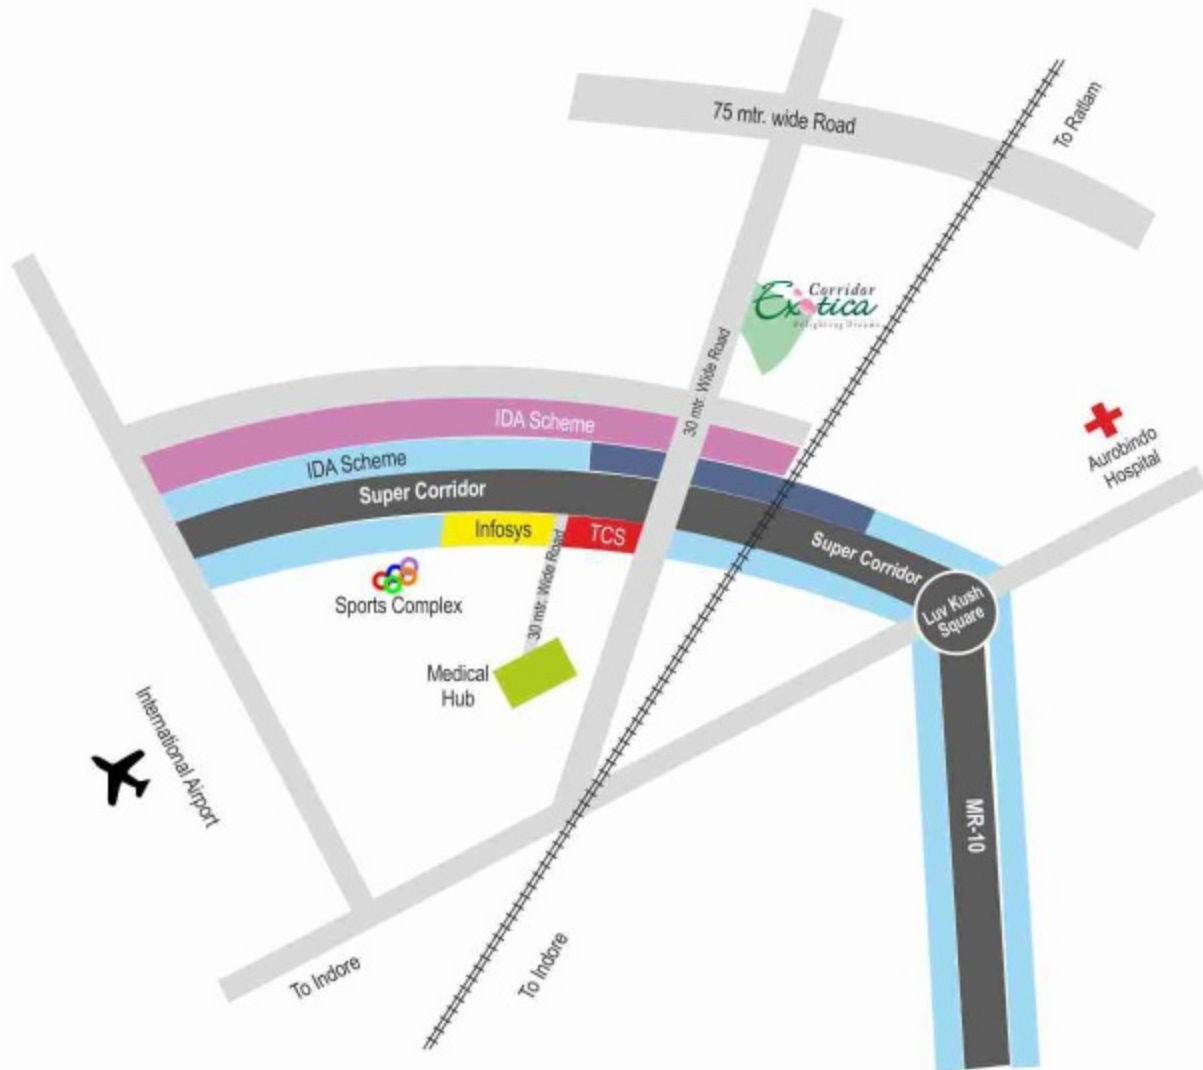 75 mtr. wide Road
To Ratlam
Corridor
Exotica
30 mtr. Wide Road
IDA Scheme
IDA Scheme
Super Corridor
Infosys
TCS
30 mtr. Wide Road
Super Corridor
Aurobindo
Hospital
Luv Kush
Square
Sports Complex
Medical
Hub
International Airport
MR-10
To Indore
To Indore